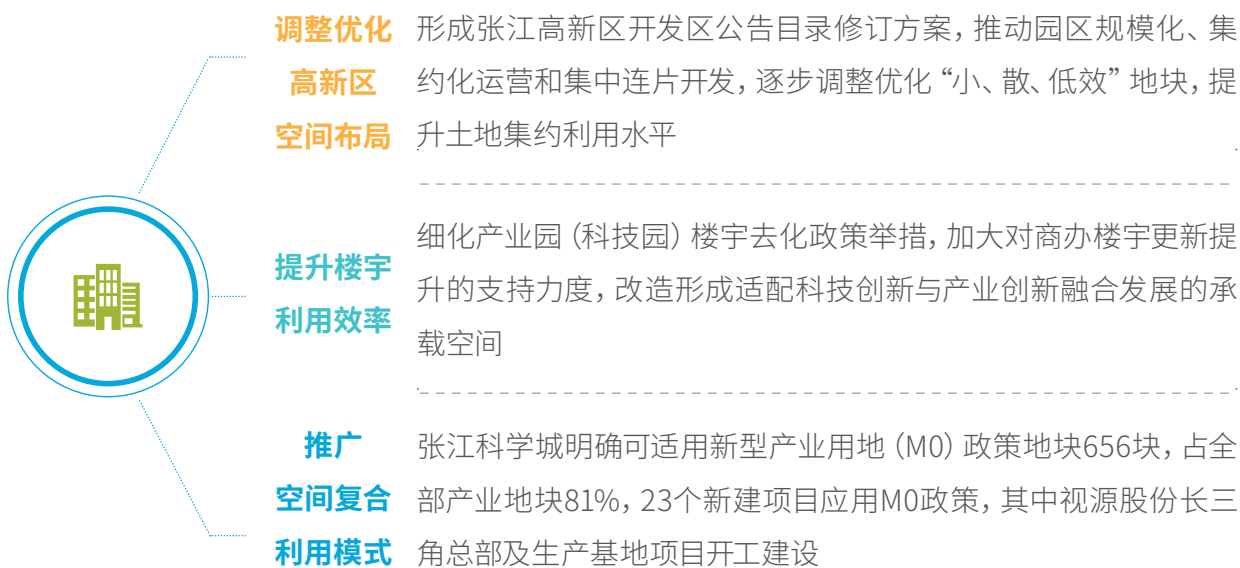 调整优化
高新区
空间布局
形成张江高新区开发区公告目录修订方案，推动园区规模化、集
约化运营和集中连片开发，逐步调整优化“小、散、低效”地块，提
升土地集约利用水平
提升楼宇
利用效率
细化产业园（科技园）楼宇去化政策举措，加大对商办楼宇更新提
升的支持力度，改造形成适配科技创新与产业创新融合发展的承
载空间
推广
空间复合
利用模式
张江科学城明确可适用新型产业用地（M0）政策地块656块，占全
部产业地块81%，23个新建项目应用M0政策，其中视源股份长三
角总部及生产基地项目开工建设